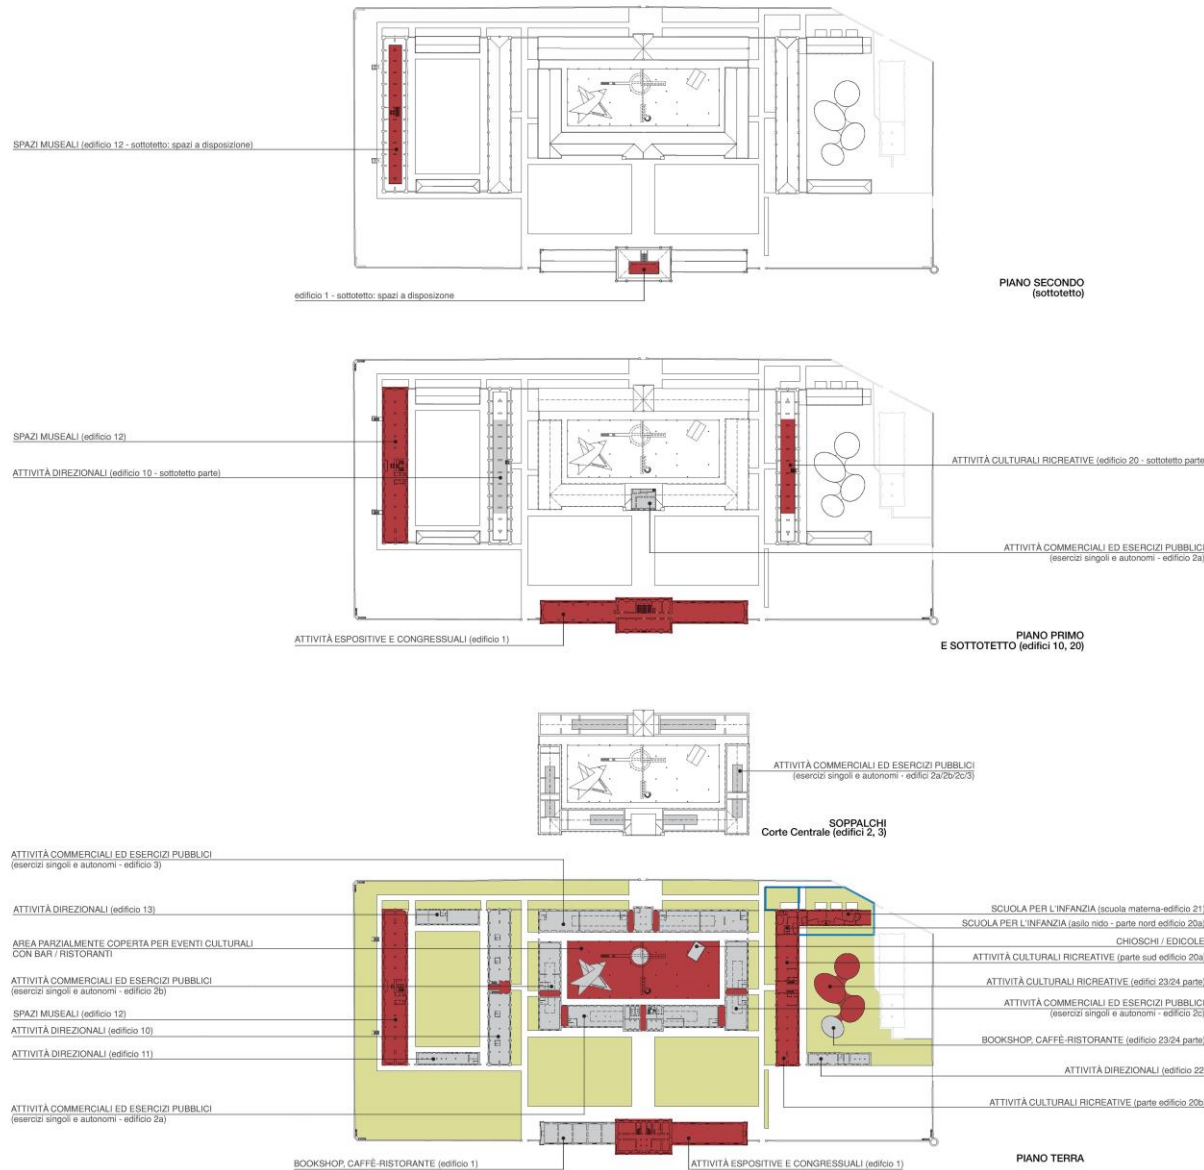 SPAZI MUSEALI (edificio 12 - sottotetto: spazi a disposizione)
edificio 1 - sottotetto: spazi a disposizone
PIANO SECONDO
(sottotetto)
SPAZI MUSEALI (edificio 12)
ATTIVITÀ DIREZIONALI (edificio 10 - sottotetto parte)
ATTIVITÀ CULTURALI RICREATIVE (edificio 20 - sottotetto parte
ATTIVITÀ COMMERCIALI ED ESERCIZI PUBBLICI
(esercizi singoli e autonomi - edificio 2a)
ATTIVITÀ ESPOSITIVE E CONGRESSUALI (edificio 1)
PIANO PRIMO
E SOTTOTETTO (edifici 10, 20)
ATTIVITÀ COMMERCIALI ED ESERCIZI PUBBLICI
(esercizi singoli e autonomi - edifici 2a/2b/2c/3)
SOPPALCHI
Corte Centrale (edifici 2, 3)
ATTIVITÀ COMMERCIALI ED ESERCIZI PUBBLICI
(esercizi singoli e autonomi - edificio 3)
ATTIVITÀ DIREZIONALI (edificio 13)
AREA PARZIALMENTE COPERTA PER EVENTI CULTURALI
CON BAR / RISTORANTI
ATTIVITÀ COMMERCIALI ED ESERCIZI PUBBLICI
(esercizi singoli e autonomi - edificio 2b)
SPAZI MUSEALI (edificio 12)
ATTIVITÀ DIREZIONALI (edificio 10)
ATTIVITÀ DIREZIONALI (edificio 11)
ATTIVITÀ COMMERCIALI ED ESERCIZI PUBBLICI
(esercizi singoli e autonomi - edificio 2a)
BOOKSHOP, CAFFÈ-RISTORANTE (edificio 1)
SCUOLA PER L'INFANZIA (scuola materna-edificio 21)
SCUOLA PER L'INFANZIA (asilo nido - parte nord edificio 20a)
CHIOSCHI / EDICOLE
ATTIVITÀ CULTURALI RICREATIVE (parte sud edificio 20a)
ATTIVITÀ CULTURALI RICREATIVE (edifici 23/24 parte)
ATTIVITÀ COMMERCIALI ED ESERCIZI PUBBLICI
(esercizi singoli e autonomi - edificio 2c)
BOOKSHOP, CAFFÈ-RISTORANTE (edificio 23/24 parte)
ATTIVITÀ DIREZIONALI (edificio 22
ATTIVITÀ CULTURALI RICREATIVE (parte edificio 20b)
ATTIVITÀ ESPOSITIVE E CONGRESSUALI (edifcio 1)
PIANO TERRA